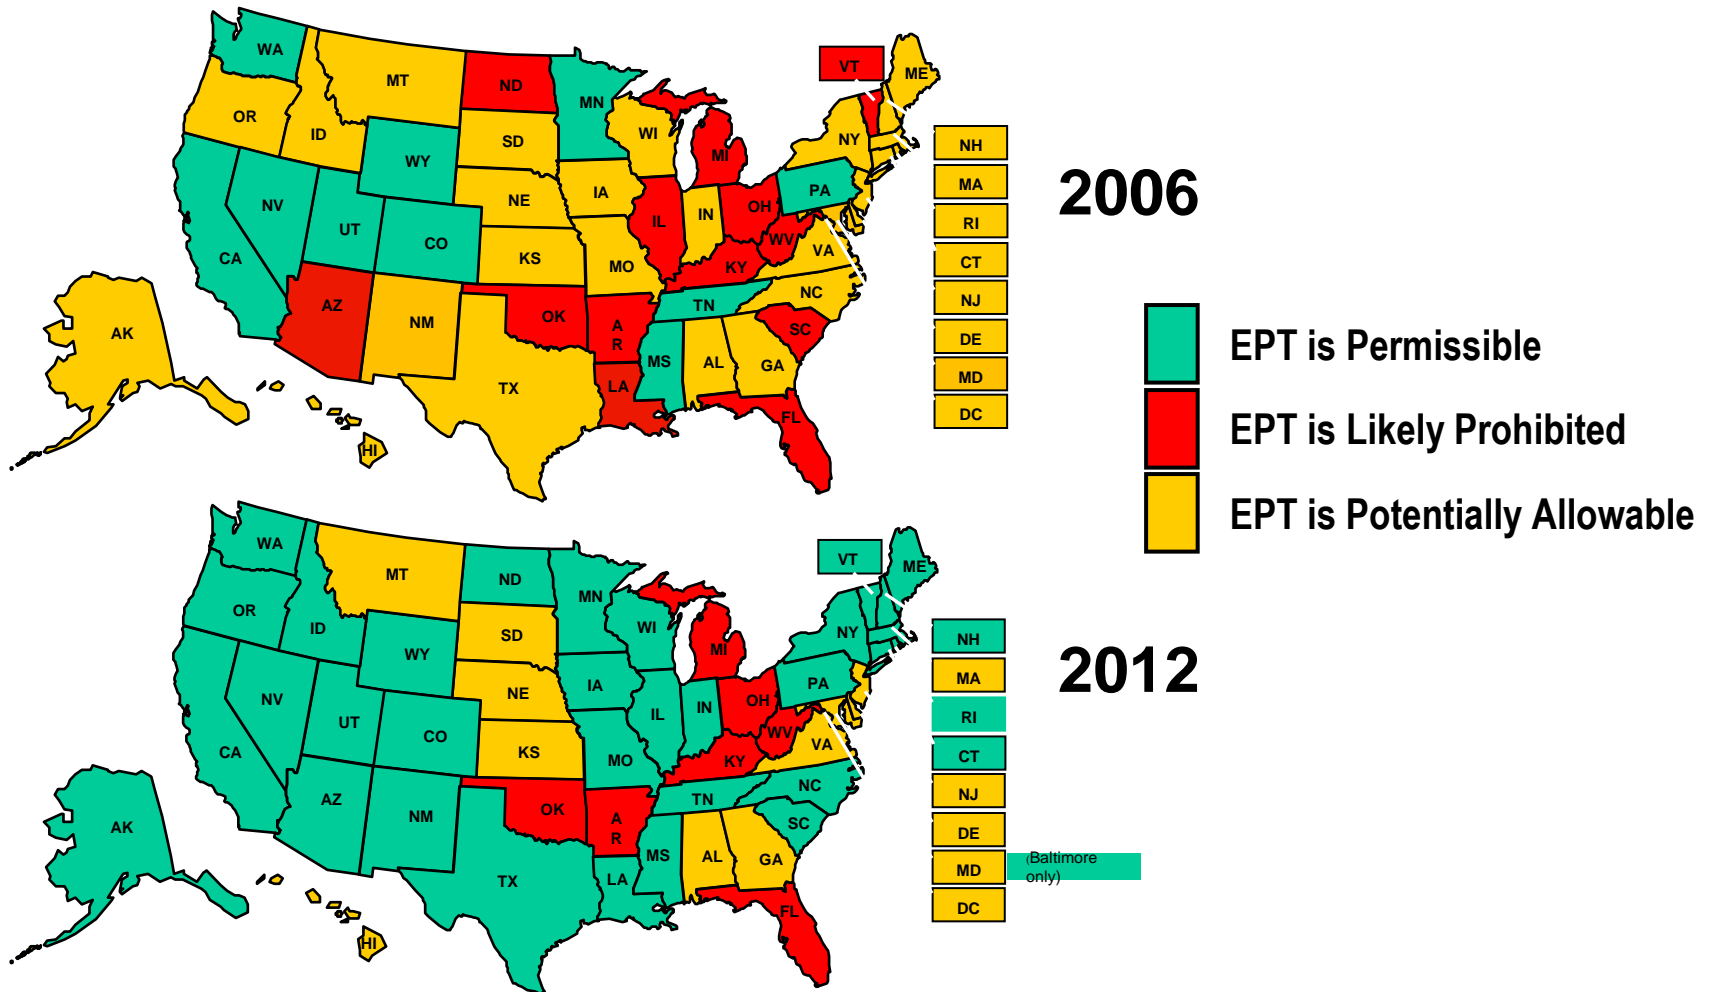 WA
MT
ND
MN
VT
ME
OR
ID
SD
WI
NY
WY
MI
NH
MA
RI
CT
NJ
DE
MD
DC
2006
NV
UT
CO
CA
NE
IA
IL
IN
OH
PA
KS
MO
WV
VA
KY
AZ
NM
OK
A
R
TN
NC
SC
MS
AL
GA
LA
TX
FL
AK
HI
EPT is Permissible
EPT is Likely Prohibited
EPT is Potentially Allowable
WA
MT
ND
MN
VT
ME
OR
ID
SD
WI
NY
WY
MI
NH
MA
RI
CT
NJ
DE
MD
(Baltimore
only)
DC
2012
NV
UT
CO
CA
NE
IA
IL
IN
OH
PA
KS
MO
WV
VA
KY
AZ
NM
OK
A
R
TN
NC
SC
MS
AL
GA
LA
TX
FL
AK
HI